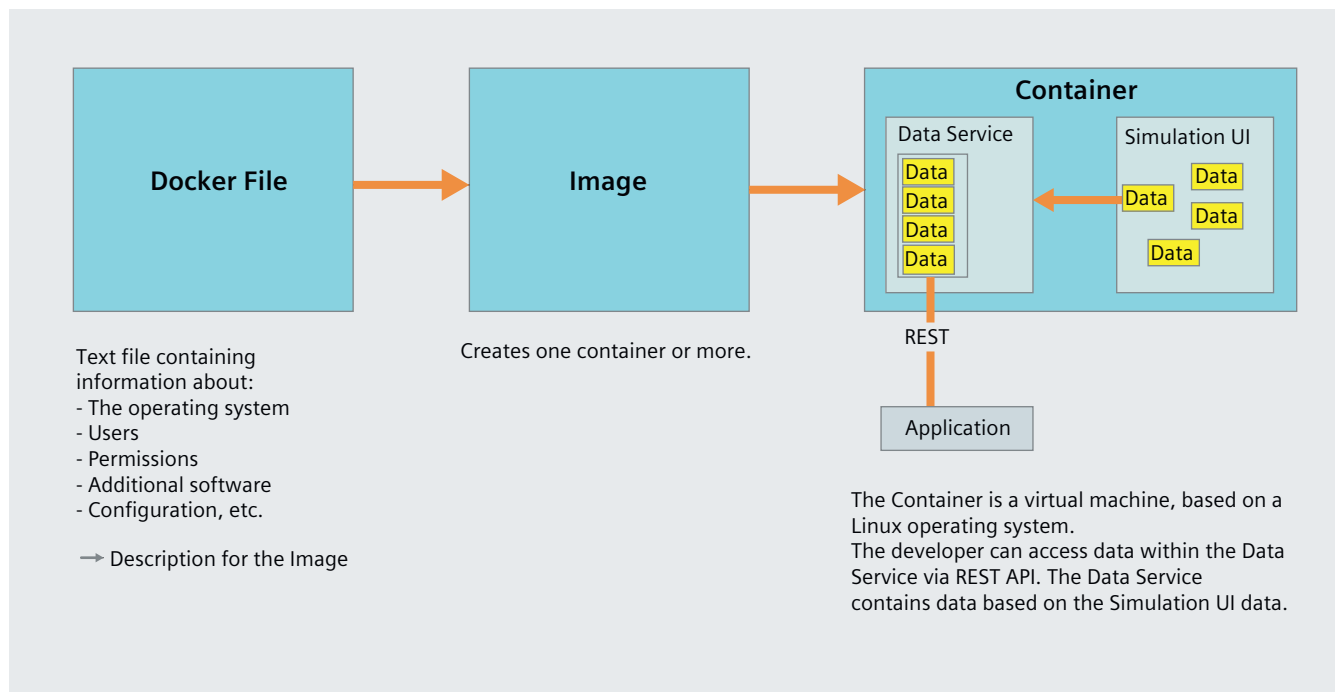 Docker File
Text file containing
information about:
- The operating system
- Users
- Permissions
- Additional software
- Configuration, etc.
→ Description for the Image
Image
Creates one container or more.
Container
Data Service
Data
Data
Data
Data
Simulation UI
Data
Data
Data
Data
REST
Application
The Container is a virtual machine, based on a
Linux operating system.
The developer can access data within the Data
Service via REST API. The Data Service
contains data based on the Simulation UI data.